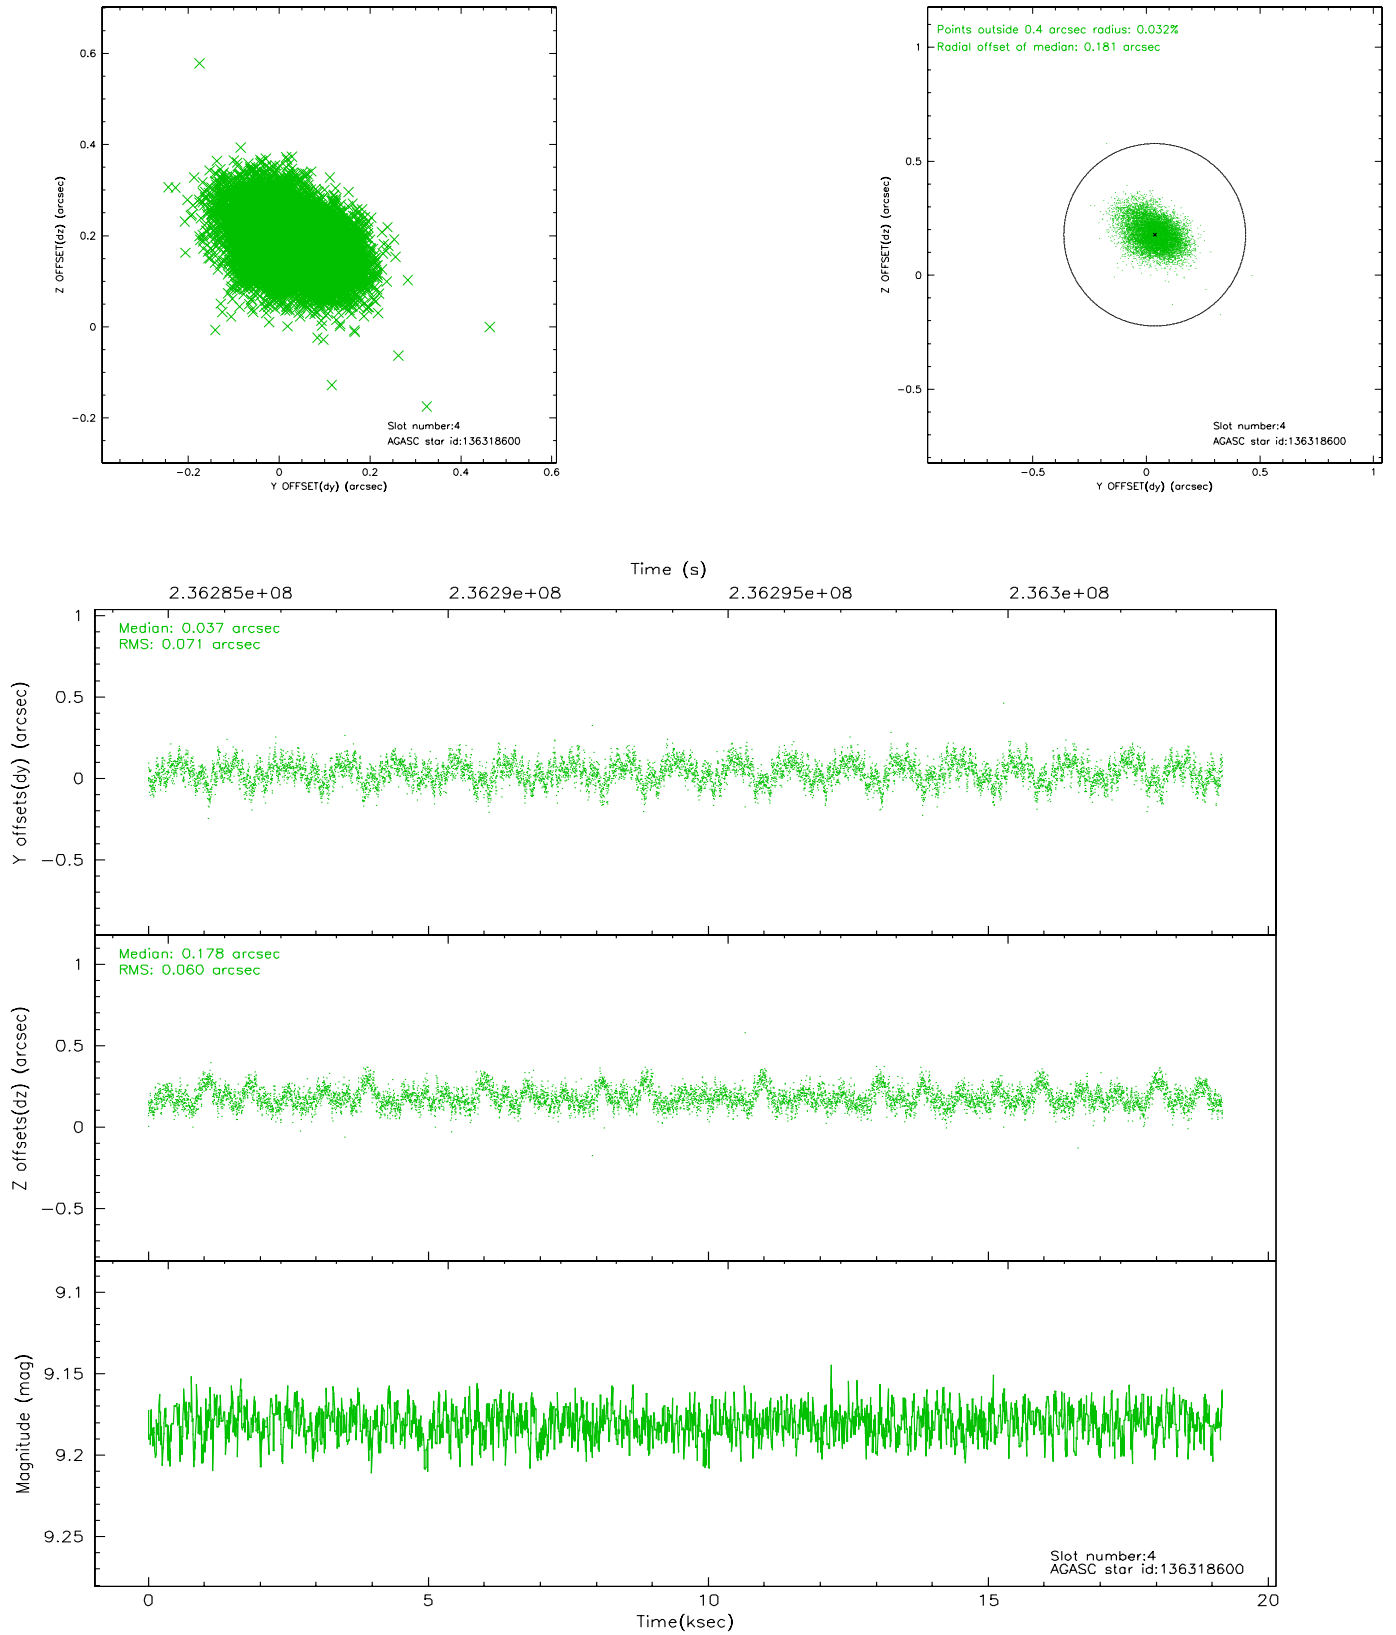 0.6
0.4
0.2
0
−0.2
Z OFFSET(dz) (arcsec)
Slot number:4
AGASC star id:136318600
−0.2 0 0.2 0.4 0.6
Y OFFSET(dy) (arcsec)
Points outside 0.4 arcsec radius: 0.032%
Radial offset of median: 0.181 arcsec
1
0.5
0
−0.5
Z OFFSET(dz) (arcsec)
Slot number:4
AGASC star id:136318600
−0.5 0 0.5 1
Y OFFSET(dy) (arcsec)
Time (s)
2.36285e+08 2.3629e+08 2.36295e+08 2.363e+08
Median: 0.037 arcsec
RMS: 0.071 arcsec
1
0.5
0
−0.5
Y offsets(dy) (arcsec)
Median: 0.178 arcsec
RMS: 0.060 arcsec
1
0.5
0
−0.5
Z offsets(dz) (arcsec)
9.1
9.15
9.2
9.25
Magnitude (mag)
Slot number:4
AGASC star id:136318600
0 5 10 15 20
Time(ksec)